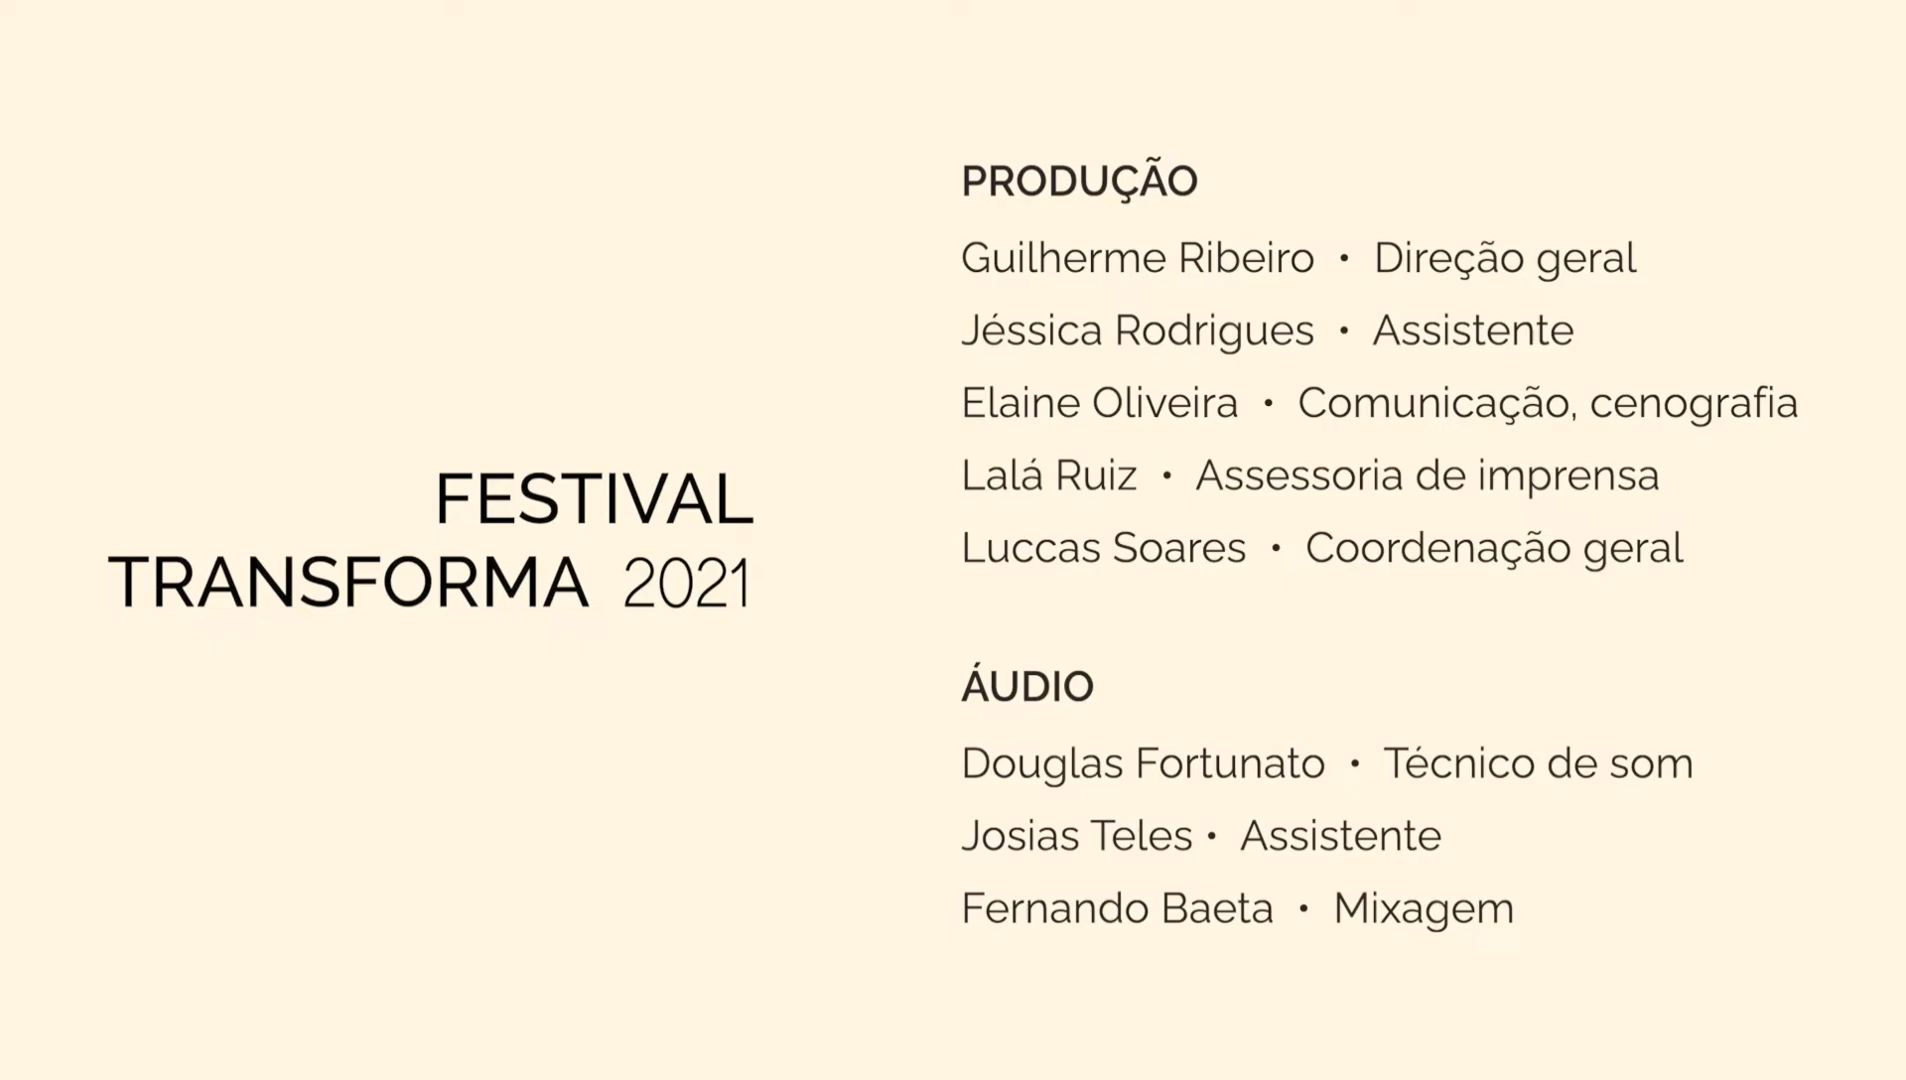 FESTIVAL
TRANSFORMA 2021
PRODUÇÃO
Guilherme Ribeiro • Direção geral
Jéssica Rodrigues • Assistente
Elaine Oliveira • Comunicação, cenografia
Lalá Ruiz • Assessoria de imprensa
Luccas Soares • Coordenação geral
ÁUDIO
Douglas Fortunato • Técnico de som
Josias Teles • Assistente
Fernando Baeta • Mixagem